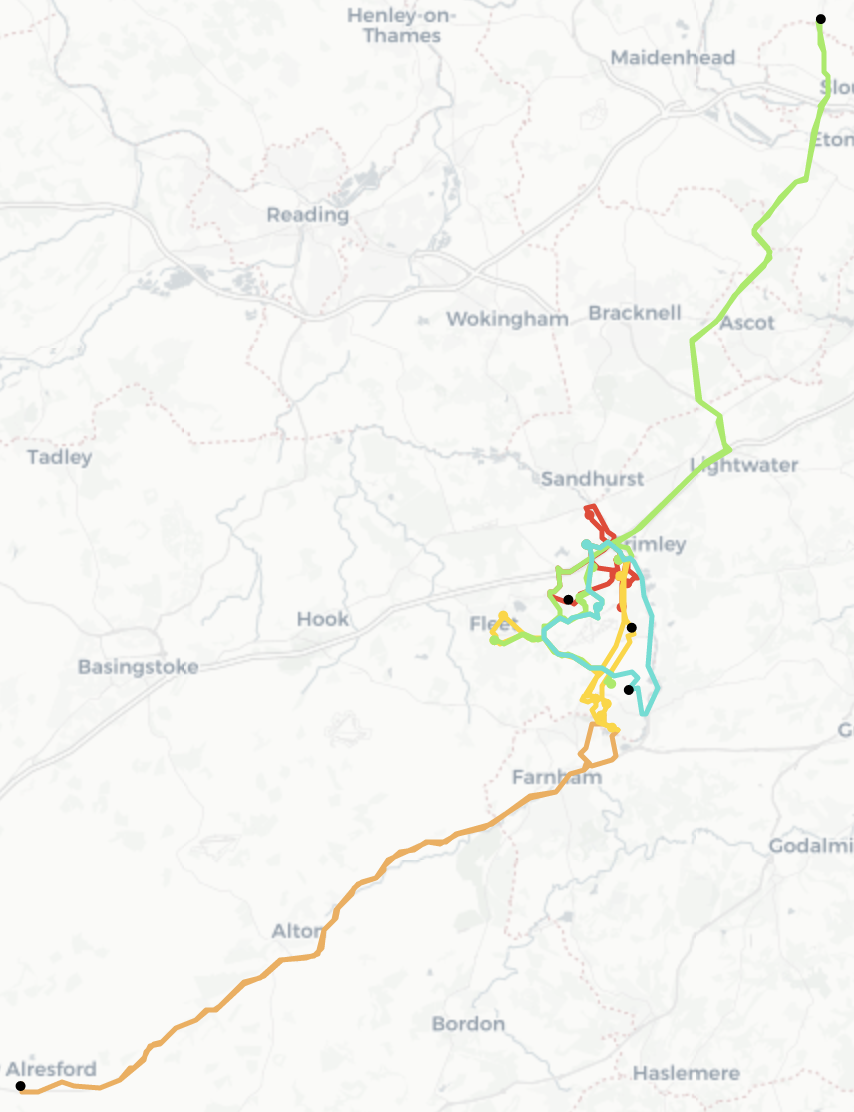 Henley-on-
Thames
Maidenhead
Slou
Eton
Reading
Wokingham
Bracknell
Ascot
Tadley
Lightwater
Sandhurst
rimley
Hook
Fleet
Basingstoke
G
Farnham
Godalmi
Alton
Bordon
Alresford
Haslemere